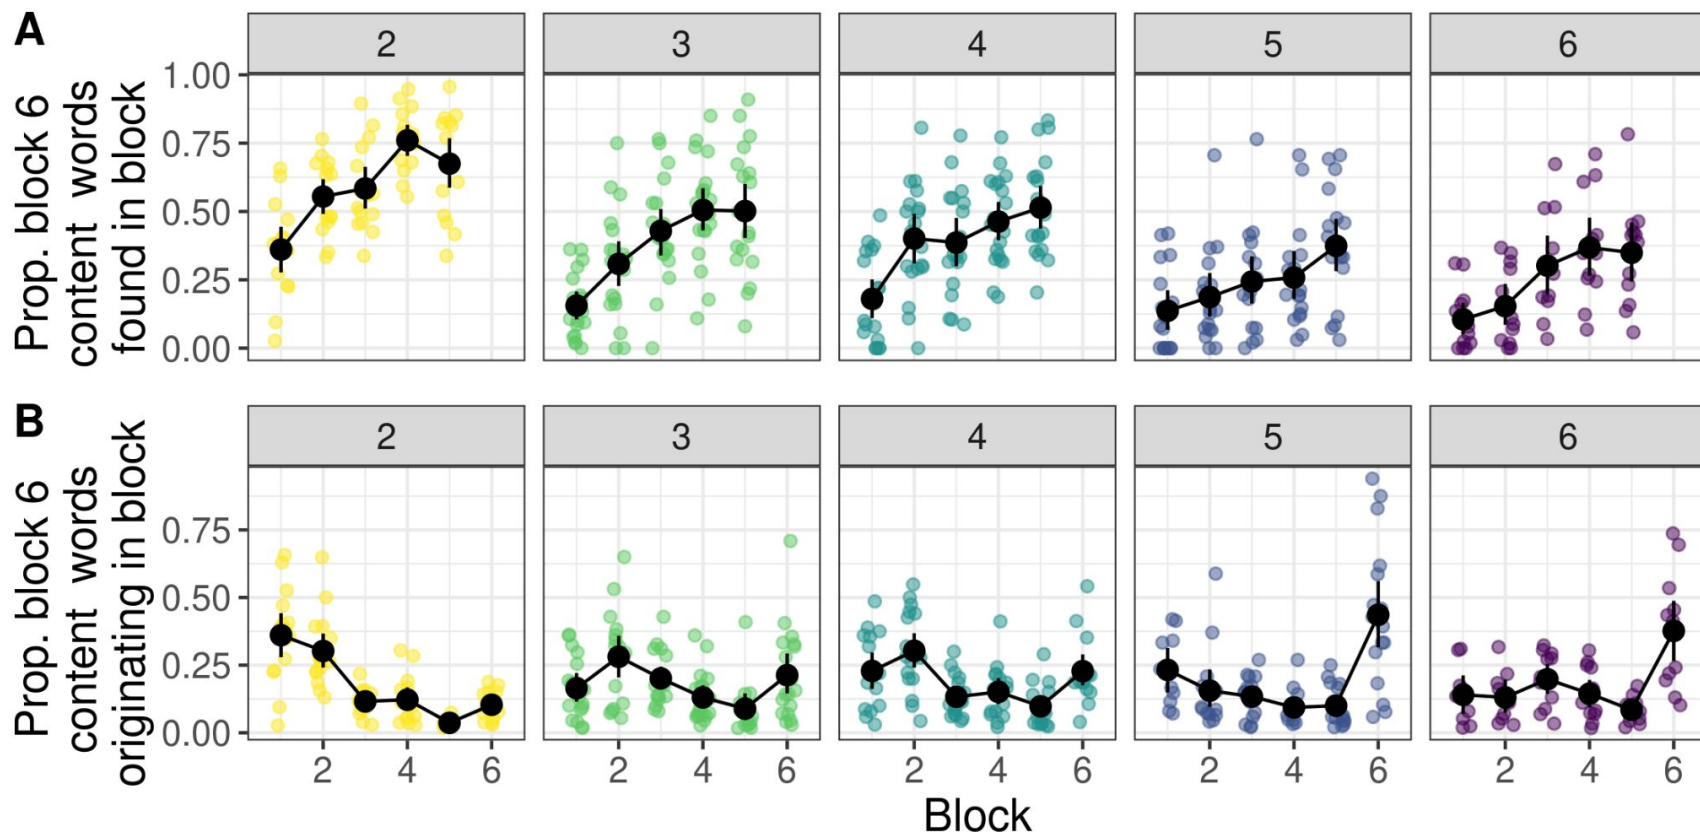 A
2 3 4 5 6
Prop. block 6
content words
found in block
1.00
0.75
0.50
0.25
0.00
B
2 3 4 5 6
Prop. block 6
content words
originating in block
0.75
0.50
0.25
0.00
2 4 6 2 4 6 2 4 6 2 4 6 2 4 6
Block